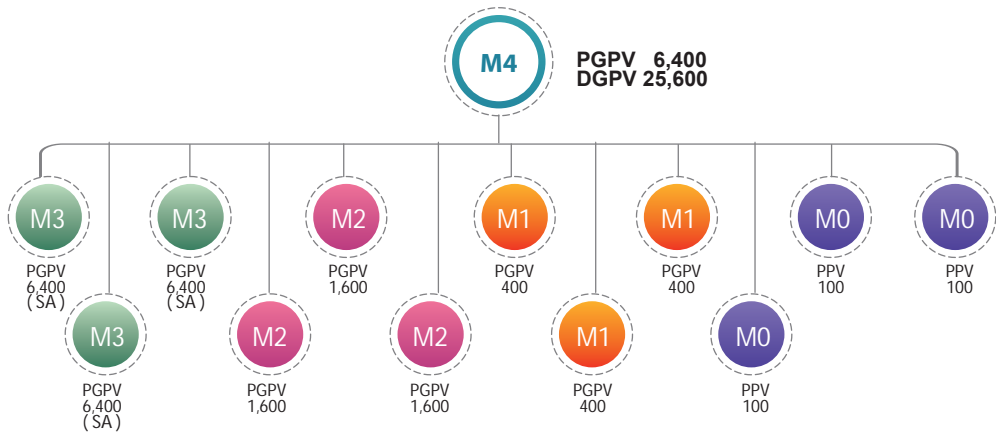 M4
PGPV 6,400
DGPV 25,600
M3
M3
M2
M1
M1
M0
M0
PGPV
6,400
( SA )
PGPV
6,400
( SA )
PGPV
1,600
PGPV
400
PGPV
400
PPV
100
PPV
100
M3
M2
M2
M1
M0
PGPV
6,400
( SA )
PGPV
1,600
PGPV
1,600
PGPV
400
PPV
100